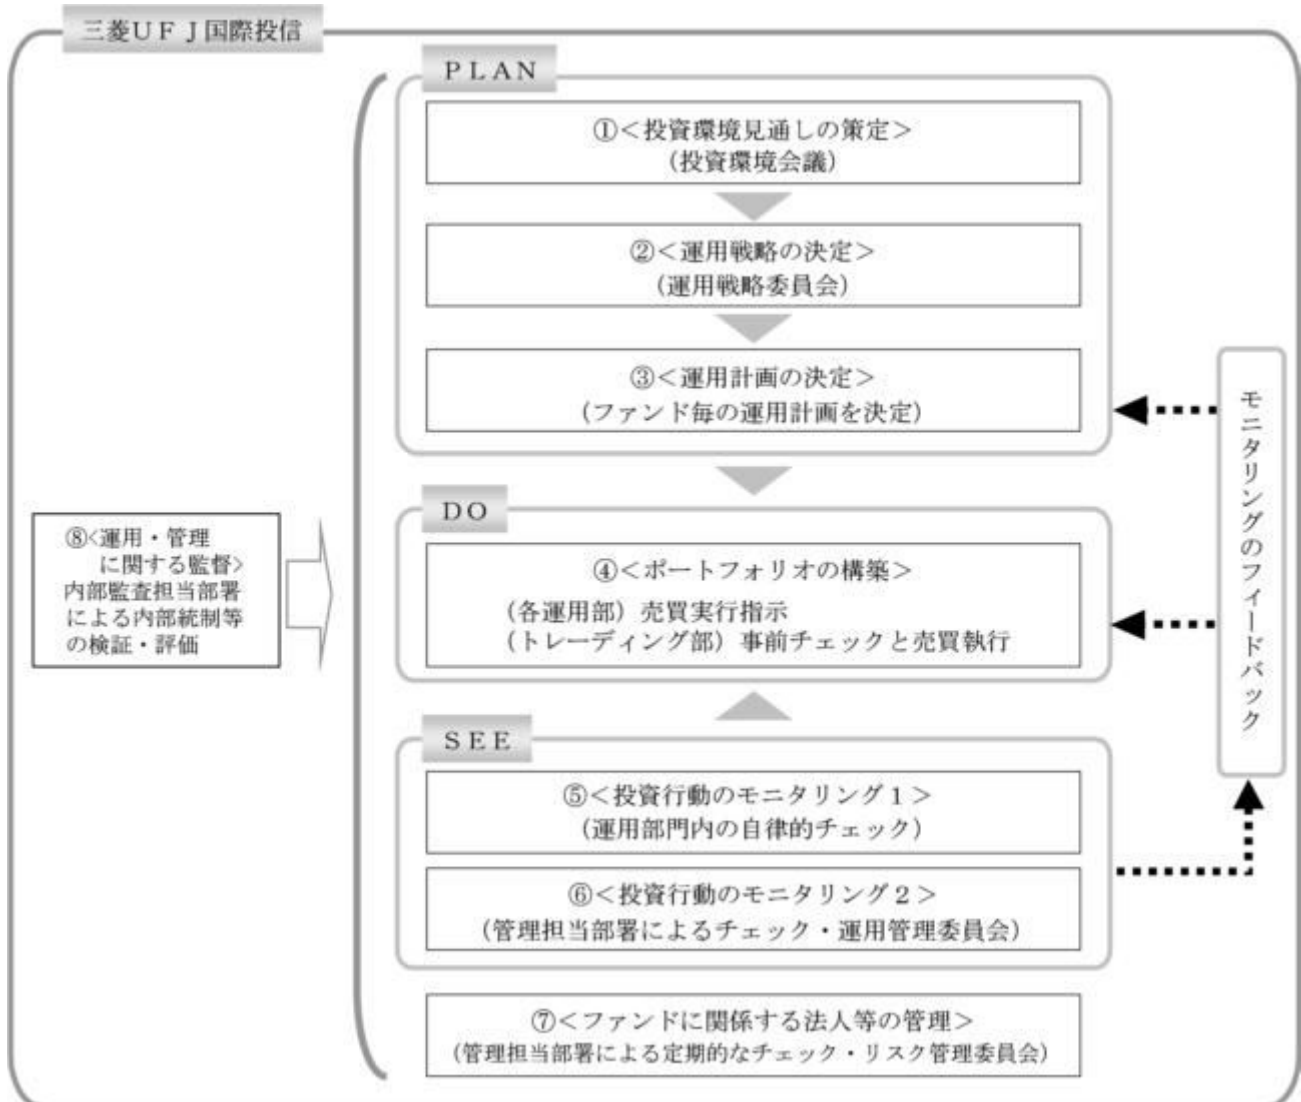 三菱ＵＦＪ国際投信
ＰＬＡＮ
①＜投資環境見通しの策定＞
（投資環境会議）
②＜運用戦略の決定＞
（運用戦略委員会）
③＜運用計画の決定＞
（ファンド毎の運用計画を決定）
ＤＯ
④＜ポートフォリオの構築＞
（各運用部）売買実行指示
（トレーディング部）事前チェックと売買執行
ＳＥＥ
⑤＜投資行動のモニタリング１＞
（運用部門内の自律的チェック）
⑥＜投資行動のモニタリング２＞
（管理担当部署によるチェック・運用管理委員会）
⑦＜ファンドに関係する法人等の管理＞
（管理担当部署による定期的なチェック・リスク管理委員会）
⑧<運用・管理
に関する監督>
内部監査担当部署
による内部統制等
の検証・評価
モニタリングのフィードバック